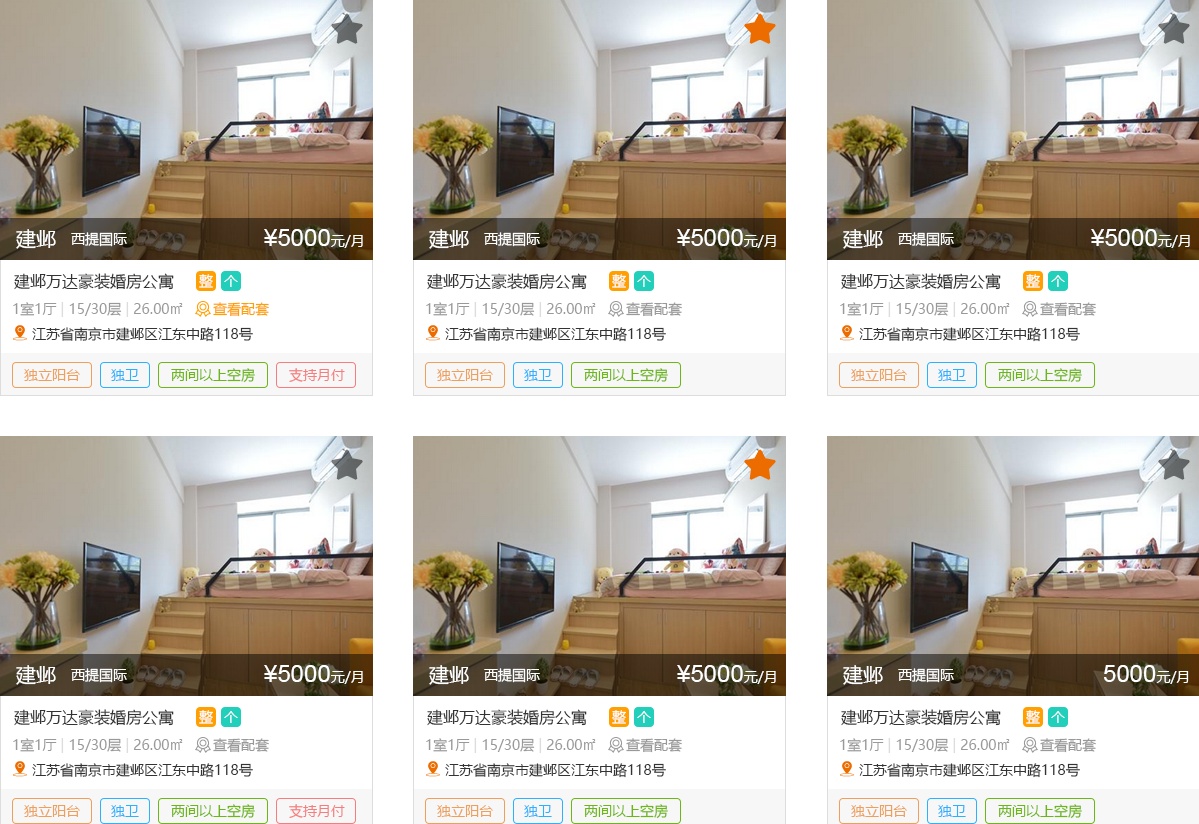 建邺 西提国际 ¥5000元/月
建邺万达豪装婚房公寓 整 个
1室1厅 | 15/30层 | 26.00㎡ 查看配套
江苏省南京市建邺区江东中路118号
独立阳台 独卫 两间以上空房 支持月付
建邺 西提国际 ¥5000元/月
建邺万达豪装婚房公寓 整 个
1室1厅 | 15/30层 | 26.00㎡ 查看配套
江苏省南京市建邺区江东中路118号
独立阳台 独卫 两间以上空房
建邺 西提国际 ¥5000元/月
建邺万达豪装婚房公寓 整 个
1室1厅 | 15/30层 | 26.00㎡ 查看配套
江苏省南京市建邺区江东中路118号
独立阳台 独卫 两间以上空房
建邺 西提国际 ¥5000元/月
建邺万达豪装婚房公寓 整 个
1室1厅 | 15/30层 | 26.00㎡ 查看配套
江苏省南京市建邺区江东中路118号
独立阳台 独卫 两间以上空房 支持月付
建邺 西提国际 ¥5000元/月
建邺万达豪装婚房公寓 整 个
1室1厅 | 15/30层 | 26.00㎡ 查看配套
江苏省南京市建邺区江东中路118号
独立阳台 独卫 两间以上空房
建邺 西提国际 5000元/月
建邺万达豪装婚房公寓 整 个
1室1厅 | 15/30层 | 26.00㎡ 查看配套
江苏省南京市建邺区江东中路118号
独立阳台 独卫 两间以上空房